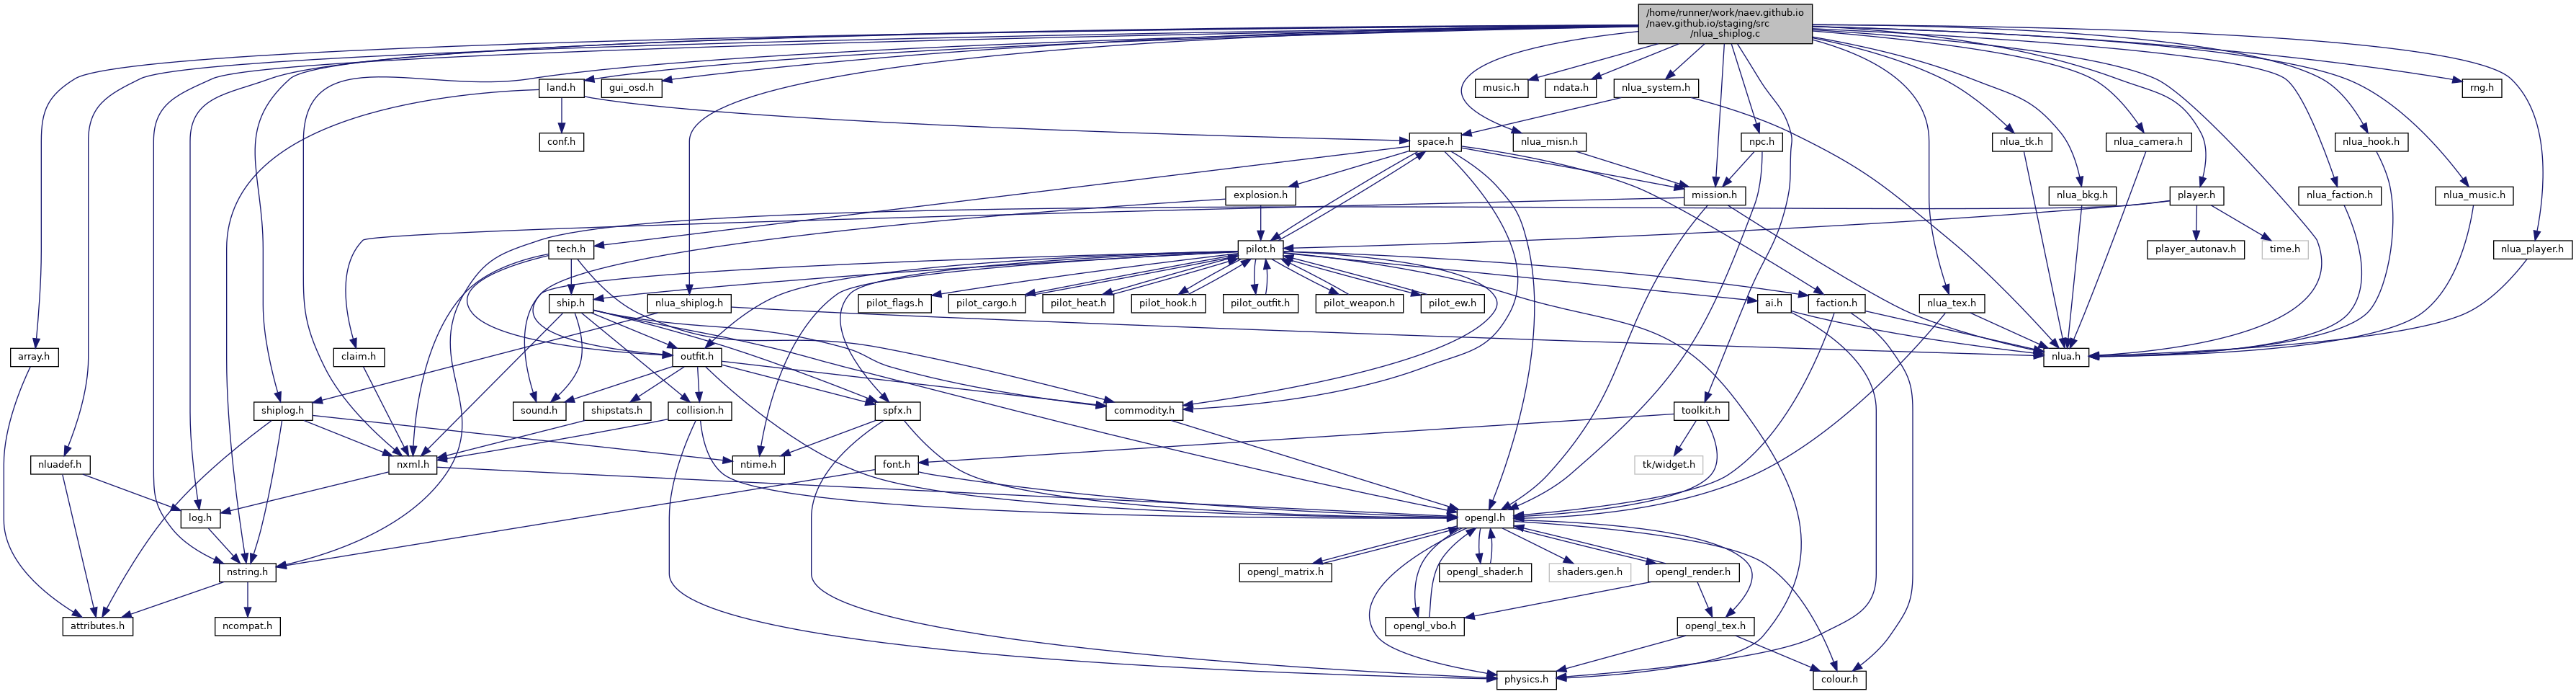 /home/runner/work/naev.github.io
/naev.github.io/staging/src
/nlua_shiplog.c
land.h
gui_osd.h
music.h
ndata.h
nlua_system.h
rng.h
conf.h
space.h
nlua_misn.h
npc.h
nlua_tk.h
nlua_camera.h
nlua_hook.h
explosion.h
mission.h
nlua_bkg.h
player.h
nlua_faction.h
nlua_music.h
tech.h
pilot.h
player_autonav.h
time.h
nlua_player.h
ship.h
nlua_shiplog.h
pilot_flags.h
pilot_cargo.h
pilot_heat.h
pilot_hook.h
pilot_outfit.h
pilot_weapon.h
pilot_ew.h
ai.h
faction.h
nlua_tex.h
array.h
claim.h
outfit.h
nlua.h
shiplog.h
sound.h
shipstats.h
collision.h
spfx.h
commodity.h
toolkit.h
nluadef.h
nxml.h
ntime.h
font.h
tk/widget.h
log.h
opengl.h
nstring.h
opengl_matrix.h
opengl_shader.h
shaders.gen.h
opengl_render.h
attributes.h
ncompat.h
opengl_vbo.h
opengl_tex.h
physics.h
colour.h